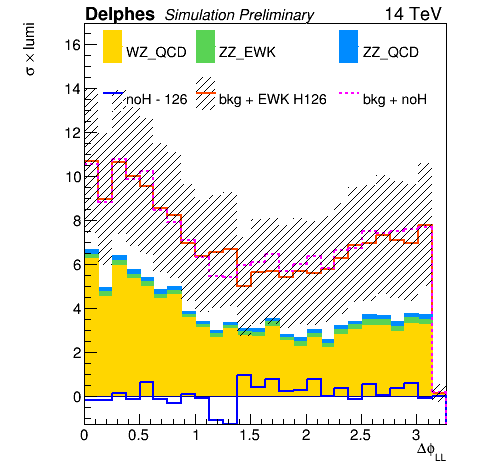 Delphes Simulation Preliminary 14 TeV
σ × lumi
WZ_QCD ZZ_EWK ZZ_QCD
noH - 126 bkg + EWK H126 bkg + noH
16
14
12
10
8
6
4
2
0
0 0.5 1 1.5 2 2.5 3
Δϕ_LL